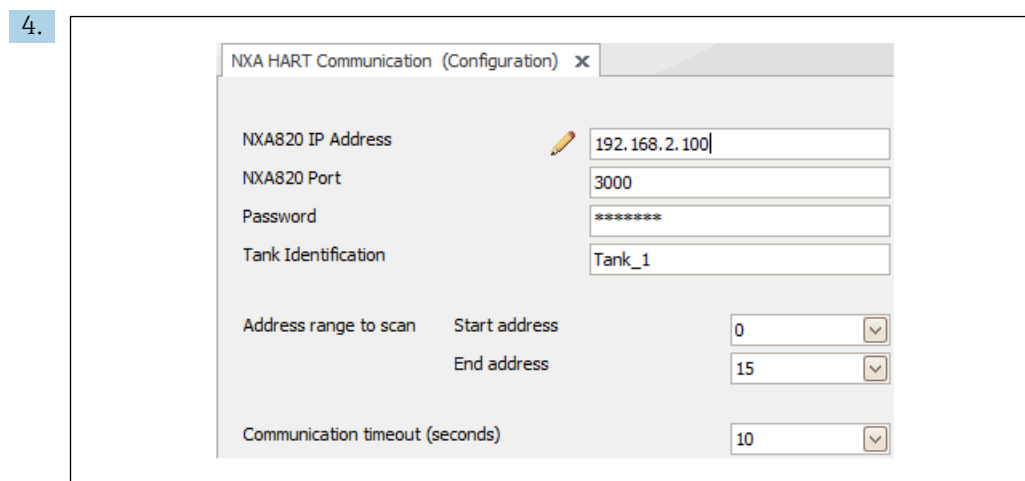 4.
NXA HART Communication (Configuration) x
NXA820 IP Address 192.168.2.100
NXA820 Port 3000
Password *******
Tank Identification Tank_1
Address range to scan Start address 0
End address 15
Communication timeout (seconds) 10